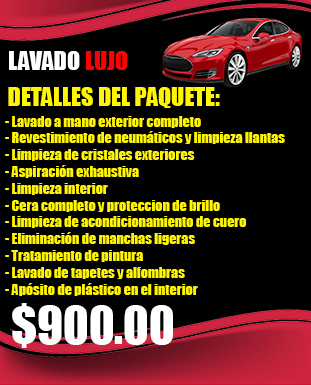 LAVADO LUJO
DETALLES DEL PAQUETE:
- Lavado a mano exterior completo
- Revestimiento de neumáticos y limpieza llantas
- Limpieza de cristales exteriores
- Aspiración exhaustiva
- Limpieza interior
- Cera completo y proteccion de brillo
- Limpieza de acondicionamiento de cuero
- Eliminación de manchas ligeras
- Tratamiento de pintura
- Lavado de tapetes y alfombras
- Apósito de plástico en el interior
$900.00